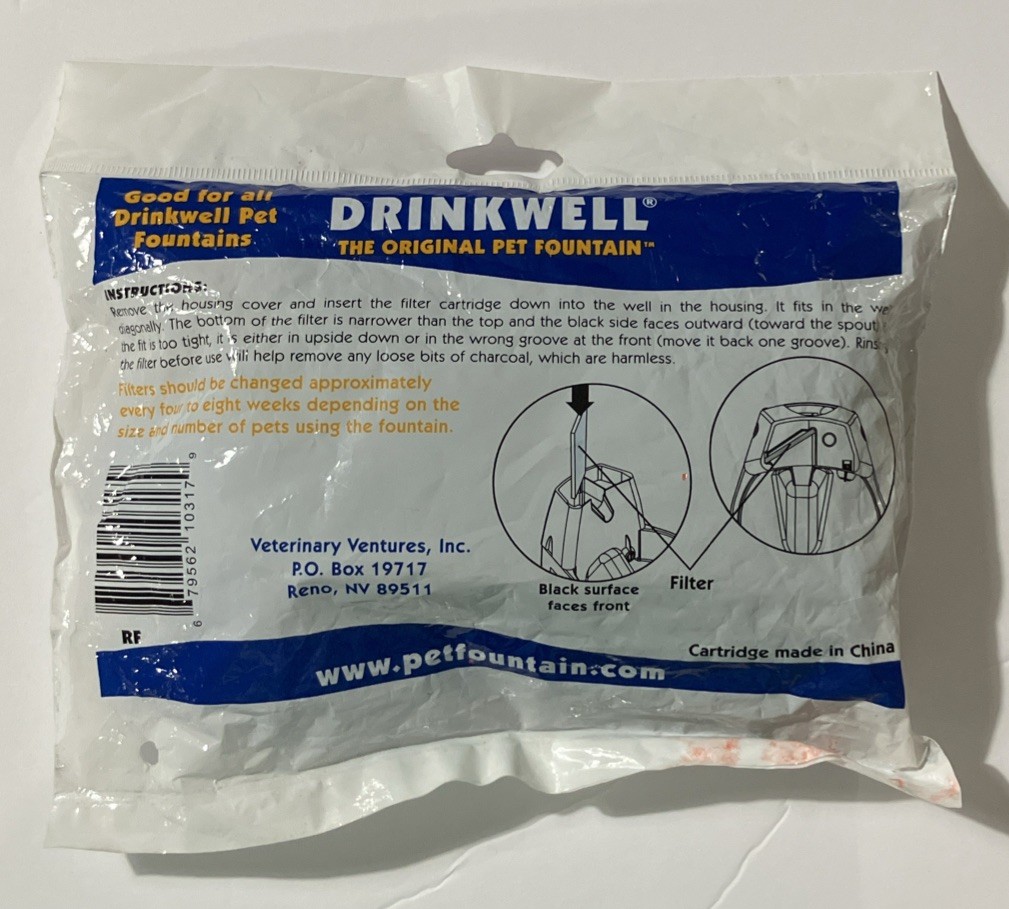 Good for all
Drinkwell Pet
Fountains
DRINKWELL®
THE ORIGINAL PET FOUNTAIN™
INSTRUCTIONS:
Remove the housing cover and insert the filter cartridge down into the well in the housing. It fits in the we
diagonally. The bottom of the filter is narrower than the top and the black side faces outward (toward the spout)
the fit is too tight, it is either in upside down or in the wrong groove at the front (move it back one groove). Rinsing
the filter before use will help remove any loose bits of charcoal, which are harmless.
Filters should be changed approximately
every four to eight weeks depending on the
size and number of pets using the fountain.
6 79562 10317 9
RF
Veterinary Ventures, Inc.
P.O. Box 19717
Reno, NV 89511
Black surface
faces front
Filter
Cartridge made in China
www.petfountain.com